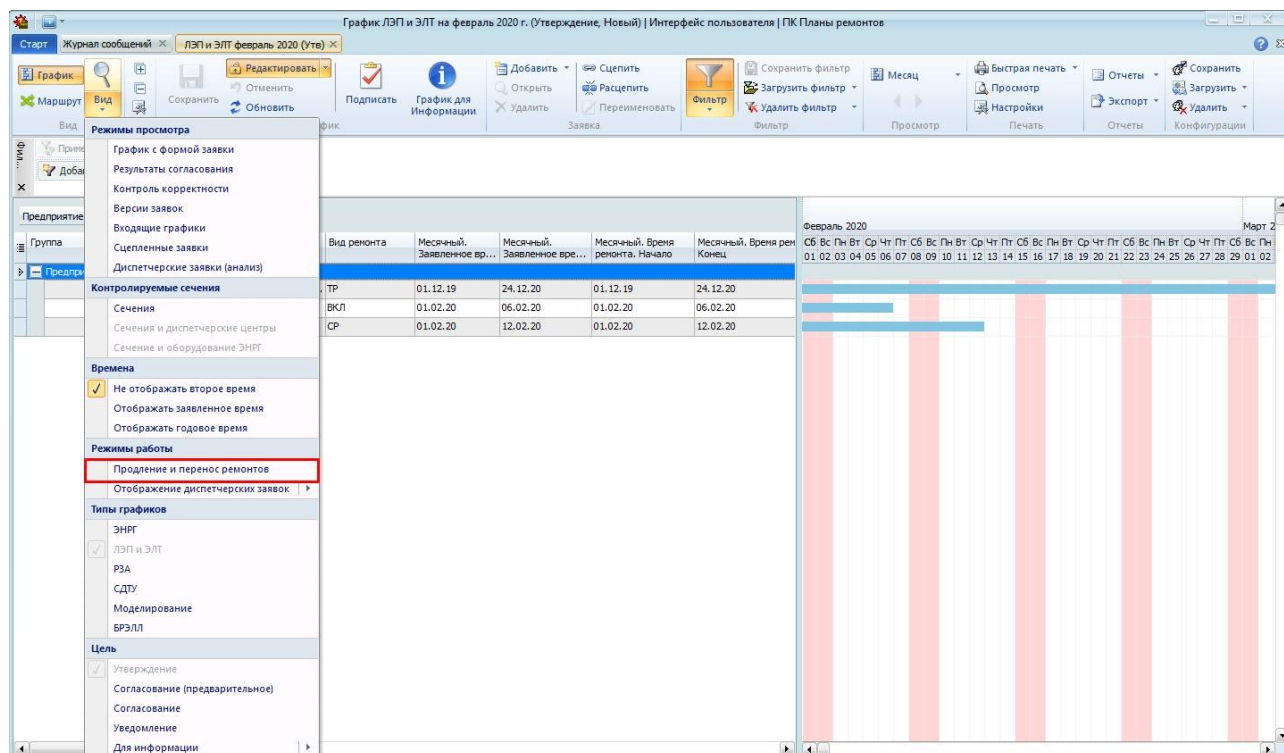 График ЛЭП и ЭЛТ на февраль 2020 г. (Утверждение, Новый) | Интерфейс пользователя | ПК Планы ремонтов
Старт Журнал сообщений ЛЭП и ЭЛТ февраль 2020 (Утв)
График Вид Сохранить Редактировать Отменить Обновить Подписать График для Информации Добавить Открыть Удалить Сцепить Расцепить Переименовать Фильтр Сохранить фильтр Загрузить фильтр Удалить фильтр Месяц Быстрая печать Просмотр Настройки Отчеты Экспорт Сохранить Загрузить Удалить
Маршрут
Вид Заявка Фильтр Просмотр Печать Отчеты Конфигурации
Режимы просмотра
График с формой заявки
Результаты согласования
Контроль корректности
Версии заявок
Входящие графики
Сцепленные заявки
Диспетчерские заявки (анализ)
Контролируемые сечения
Сечения
Сечения и диспетчерские центры
Сечение и оборудование ЭНРГ
Времена
Не отображать второе время
Отображать заявленное время
Отображать годовое время
Режимы работы
Продление и перенос ремонтов
Отображение диспетчерских заявок
Типы графиков
ЭНРГ
ЛЭП и ЭЛТ
РЗА
СДТУ
Моделирование
БРЭЛЛ
Цель
Утверждение
Согласование (предварительное)
Согласование
Уведомление
Для информации
Фил...
Предприятие
Группа Вид ремонта Месячный. Заявленное вр... Месячный. Заявленное вре... Месячный. Время ремонта. Начало Месячный. Время рем Конец
ТР 01.12.19 24.12.20 01.12.19 24.12.20
ВКЛ 01.02.20 06.02.20 01.02.20 06.02.20
СР 01.02.20 12.02.20 01.02.20 12.02.20
Февраль 2020 Март 2
Сб Вс Пн Вт Ср Чт Пт Сб Вс Пн Вт Ср Чт Пт Сб Вс Пн Вт Ср Чт Пт Сб Вс Пн Вт Ср Чт Пт Сб Вс Пн
01 02 03 04 05 06 07 08 09 10 11 12 13 14 15 16 17 18 19 20 21 22 23 24 25 26 27 28 29 01 02